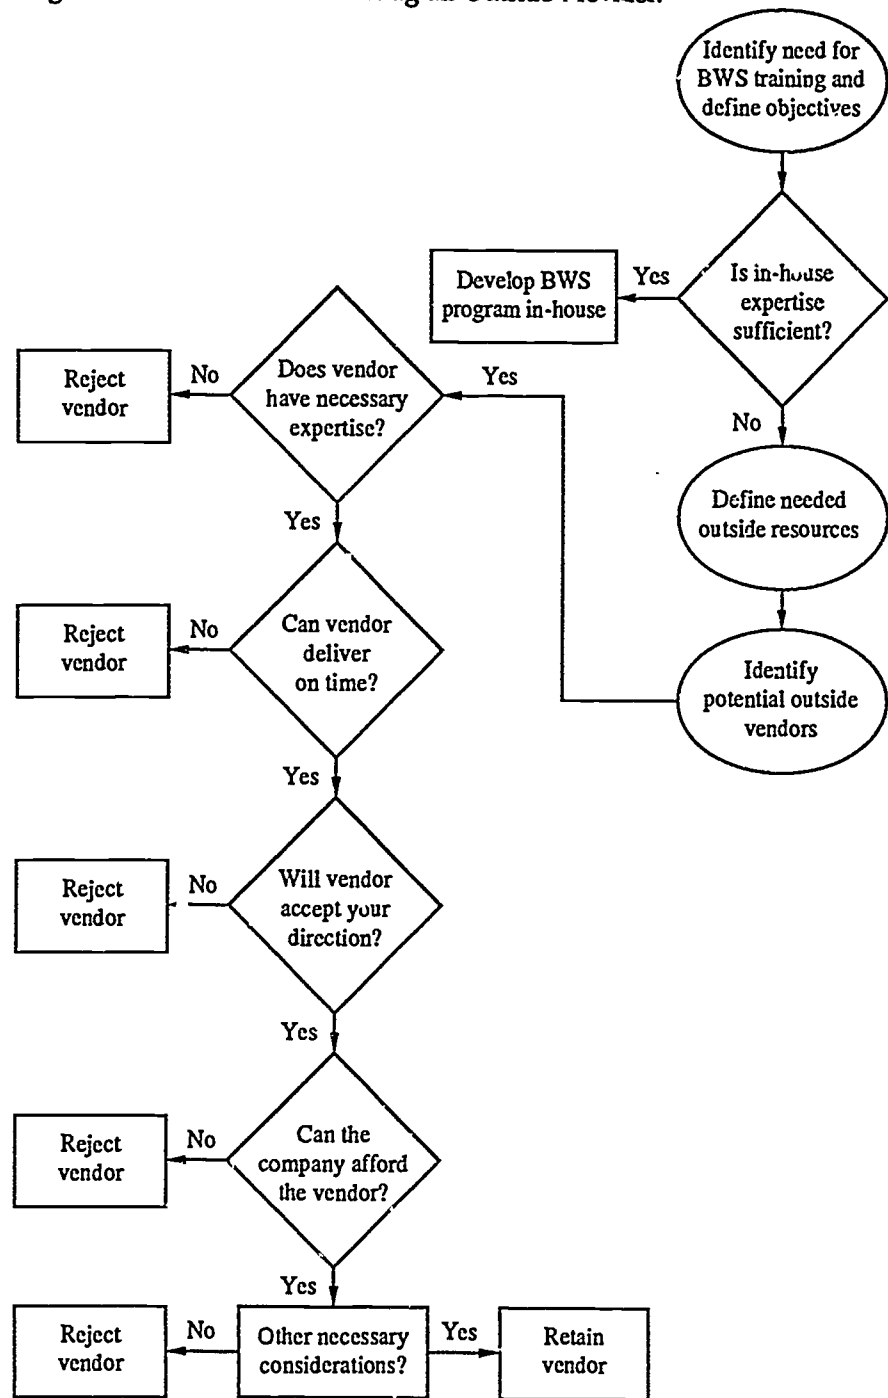 Identify need for
BWS training and
define objectives
Is in-house
expertise
sufficient?
Yes
Develop BWS
program in-house
No
Define needed
outside resources
Identify
potential outside
vendors
Yes
Does vendor
have necessary
expertise?
No
Reject
vendor
Yes
Can vendor
deliver
on time?
No
Reject
vendor
Yes
Will vendor
accept your
direction?
No
Reject
vendor
Yes
Can the
company afford
the vendor?
No
Reject
vendor
Yes
Other necessary
considerations?
No
Reject
vendor
Yes
Retain
vendor